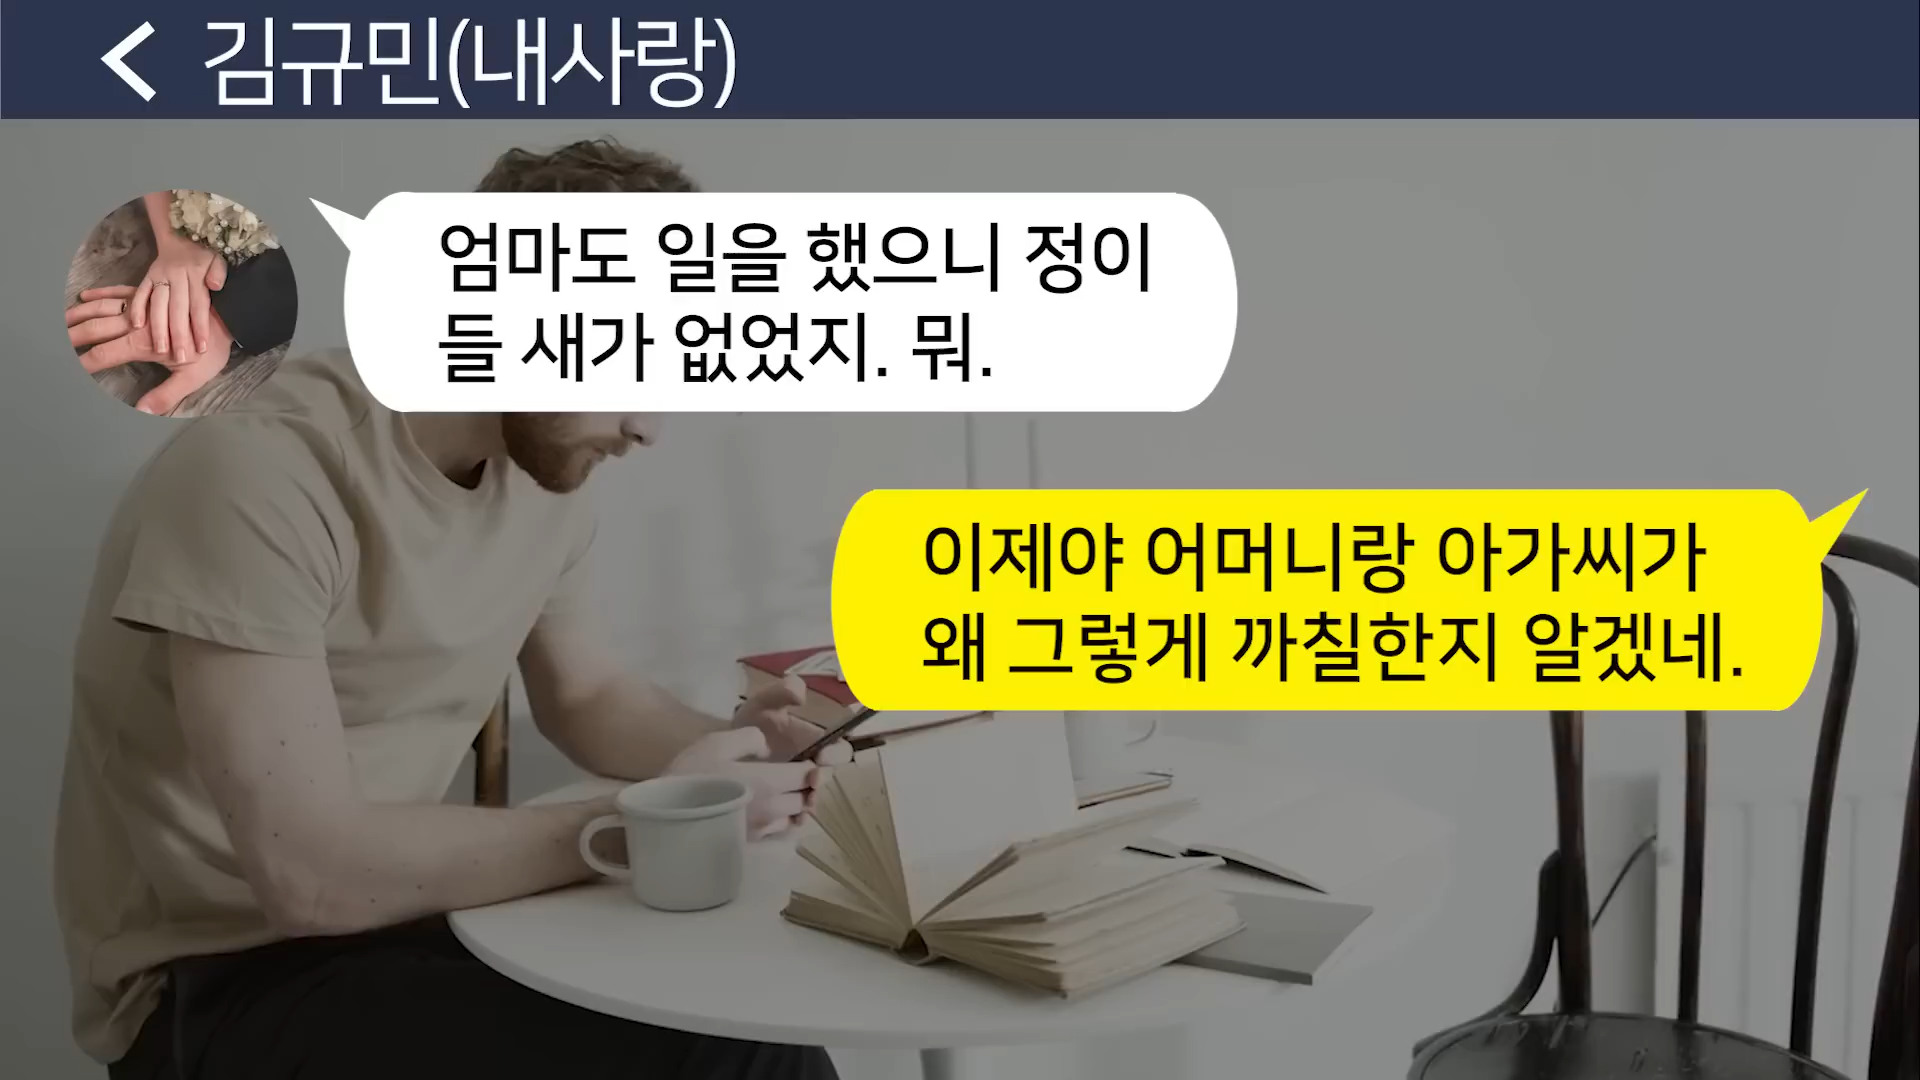 김규민(내사랑)
엄마도 일을 했으니 정이
들 새가 없었지. 뭐.
이제야 어머니랑 아가씨가
왜 그렇게 까칠한지 알겠네.